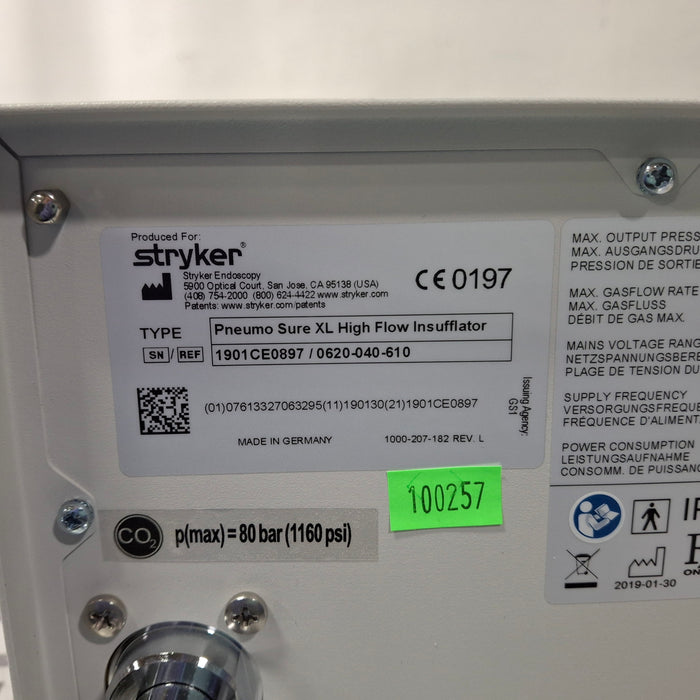 Produced For:
stryker®
Stryker Endoscopy
5900 Optical Court, San Jose, CA 95138 (USA)
(408) 754-2000 (800) 624-4422 www.stryker.com
Patents: www.stryker.com/patents
CE 0197
TYPE
Pneumo Sure XL High Flow Insufflator
SN / REF
1901CE0897 / 0620-040-610
(01)07613327063295(11)190130(21)1901CE0897
Issuing Agency:
GS1
MADE IN GERMANY
1000-207-182 REV. L
100257
CO2
p(max) = 80 bar (1160 psi)
MAX. OUTPUT PRESS
MAX. AUSGANGSDRU
PRESSION DE SORTIE
MAX. GASFLOW RATE
MAX. GASFLUSS
DÉBIT DE GAS MAX.
MAINS VOLTAGE RANG
NETZSPANNUNGSBERE
PLAGE DE TENSION DU
SUPPLY FREQUENCY
VERSORGUNGSFREQUE
FRÉQUENCE D'ALIMENT
POWER CONSUMPTION
LEISTUNGSAUFNAHME
CONSOMM. DE PUISSANC
IP
2019-01-30
ON